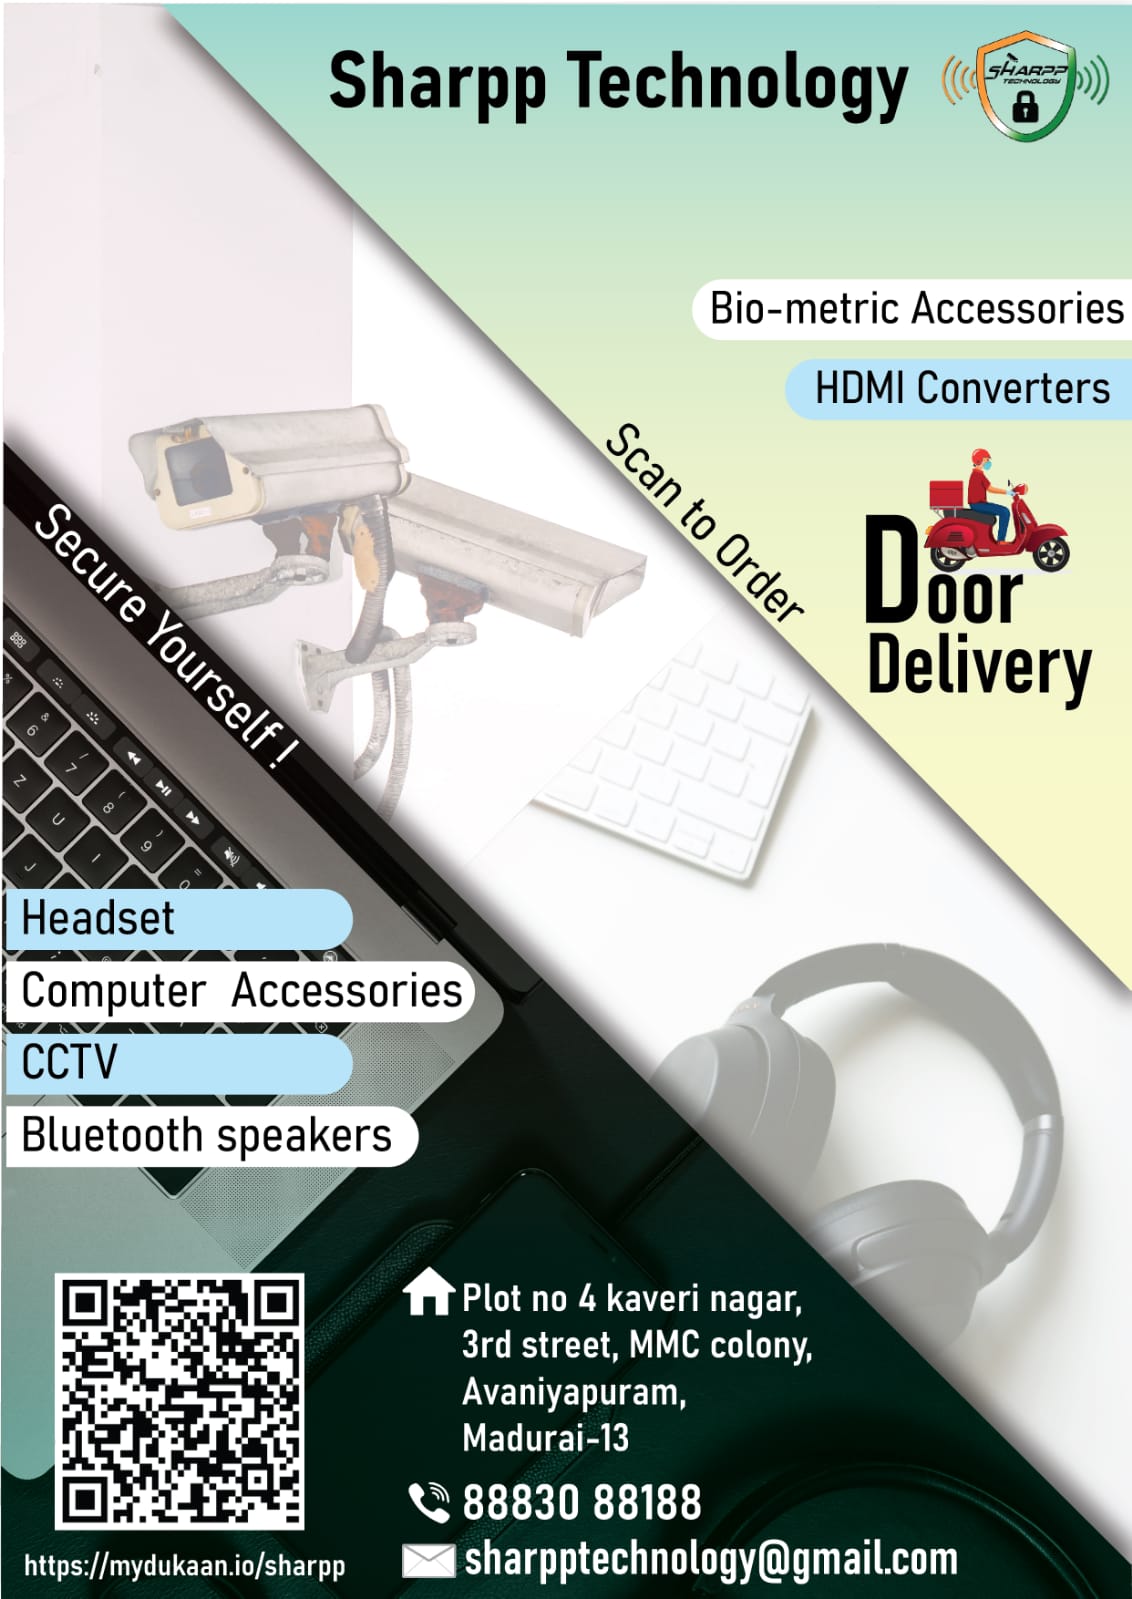 Sharpp Technology
SHARPP
TECHNOLOGY
Bio-metric Accessories
HDMI Converters
Scan to Order
Door
Delivery
Secure Yourself !
Headset
Computer Accessories
CCTV
Bluetooth speakers
Plot no 4 kaveri nagar,
3rd street, MMC colony,
Avaniyapuram,
Madurai-13
88830 88188
sharpptechnology@gmail.com
https://mydukaan.io/sharpp